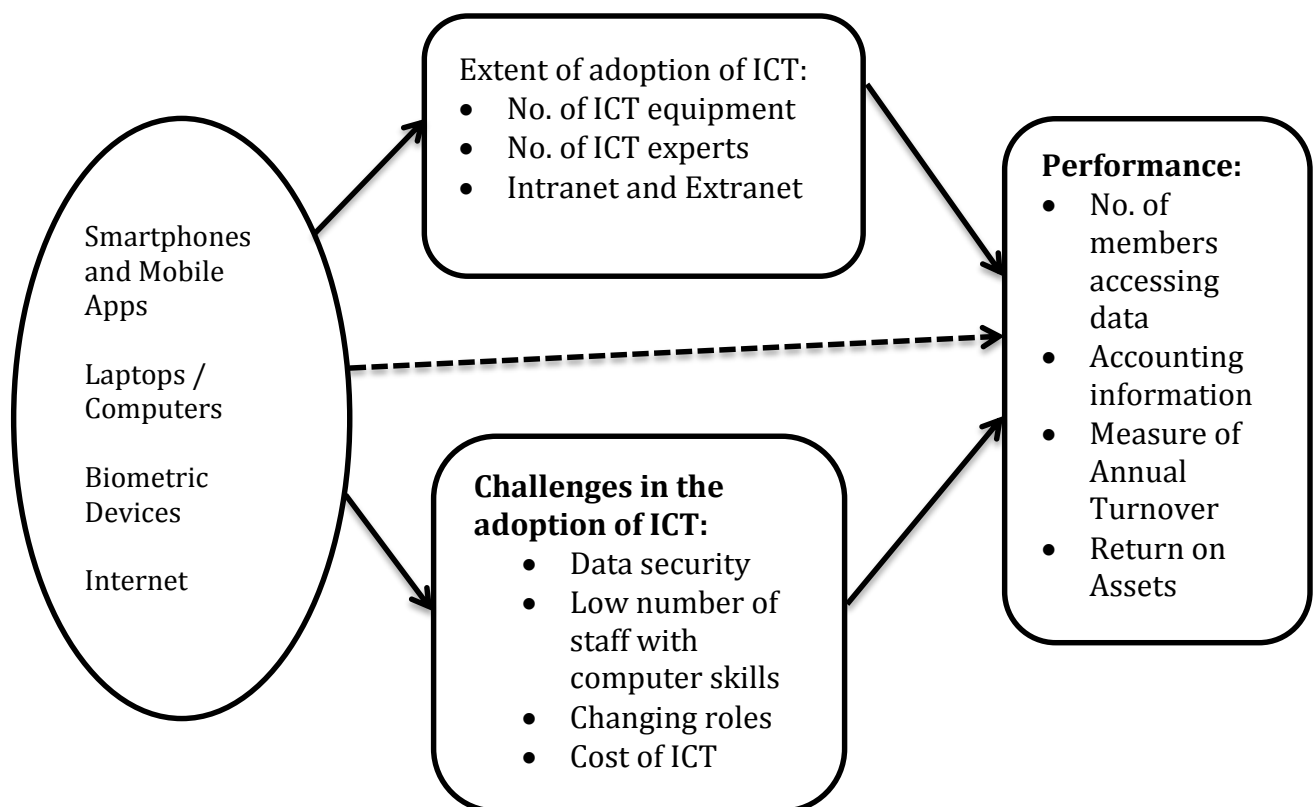 Smartphones
and Mobile
Apps
Laptops /
Computers
Biometric
Devices
Internet
Extent of adoption of ICT:
• No. of ICT equipment
• No. of ICT experts
• Intranet and Extranet
Challenges in the
adoption of ICT:
• Data security
• Low number of
staff with
computer skills
• Changing roles
• Cost of ICT
Performance:
• No. of
members
accessing
data
• Accounting
information
• Measure of
Annual
Turnover
• Return on
Assets